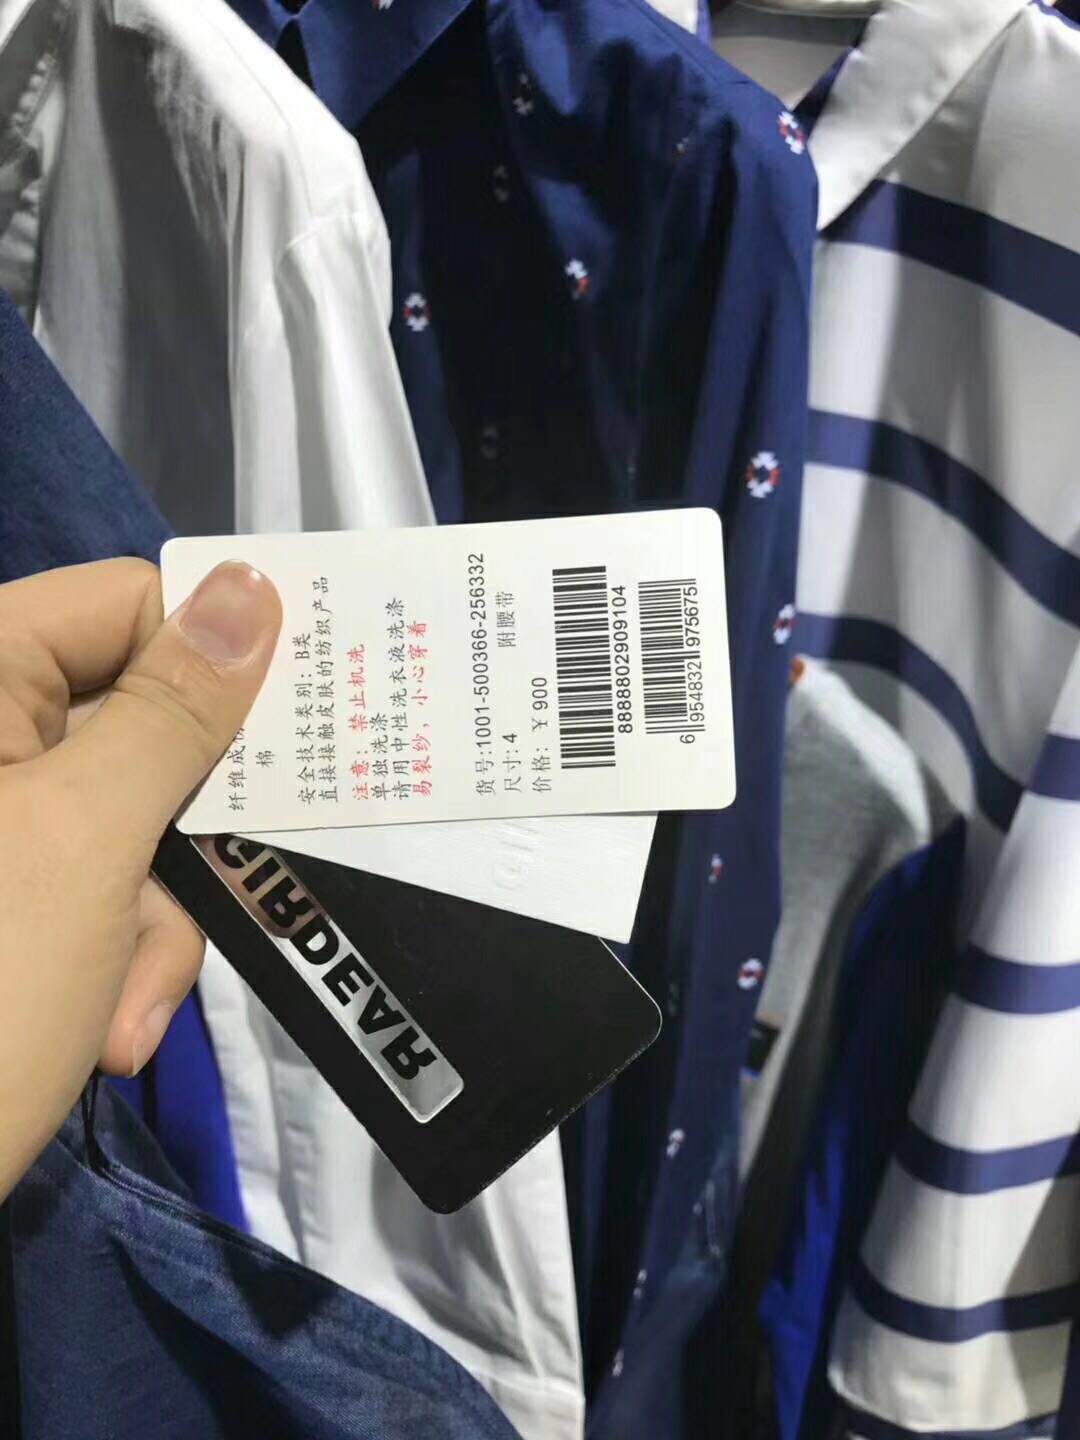 纤维成
棉
安全技术类别: B类
直接接触皮肤的纺织产品
注意: 禁止机洗
单独洗涤
请用中性洗衣液洗涤
易裂纱, 小心穿着
货号:1001-500366-256332
尺寸:4 附腰带
价格: ￥900
8888802909104
6 954832 975675
GIRDEAR